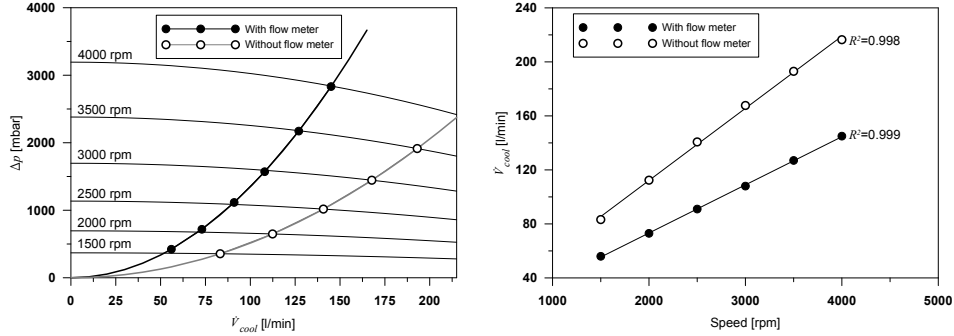 With flow meter
Without flow meter
4000 rpm
3500 rpm
3000 rpm
2500 rpm
2000 rpm
1500 rpm
4000
3000
2000
1000
0
Δp [mbar]
0 25 50 75 100 125 150 175 200
V̇cool [l/min]
With flow meter
Without flow meter
R²=0.998
R²=0.999
240
200
160
120
80
40
V̇cool [l/min]
1000 2000 3000 4000 5000
Speed [rpm]